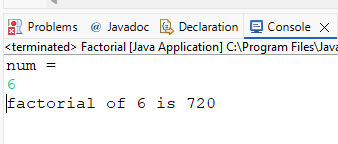 Problems @ Javadoc Declaration Console
<terminated> Factorial [Java Application] C:\Program Files\Java
num =
6
factorial of 6 is 720